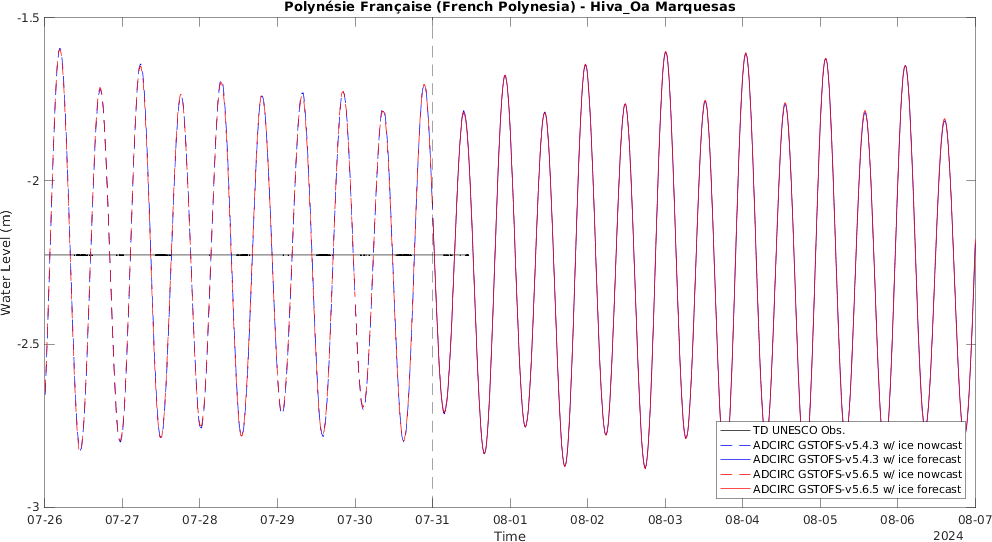 Polynésie Française (French Polynesia) - Hiva_Oa Marquesas
-1.5
-2
-2.5
-3
Water Level (m)
TD UNESCO Obs.
ADCIRC GSTOFS-v5.4.3 w/ ice nowcast
ADCIRC GSTOFS-v5.4.3 w/ ice forecast
ADCIRC GSTOFS-v5.6.5 w/ ice nowcast
ADCIRC GSTOFS-v5.6.5 w/ ice forecast
07-26 07-27 07-28 07-29 07-30 07-31 08-01 08-02 08-03 08-04 08-05 08-06 08-07
Time
2024